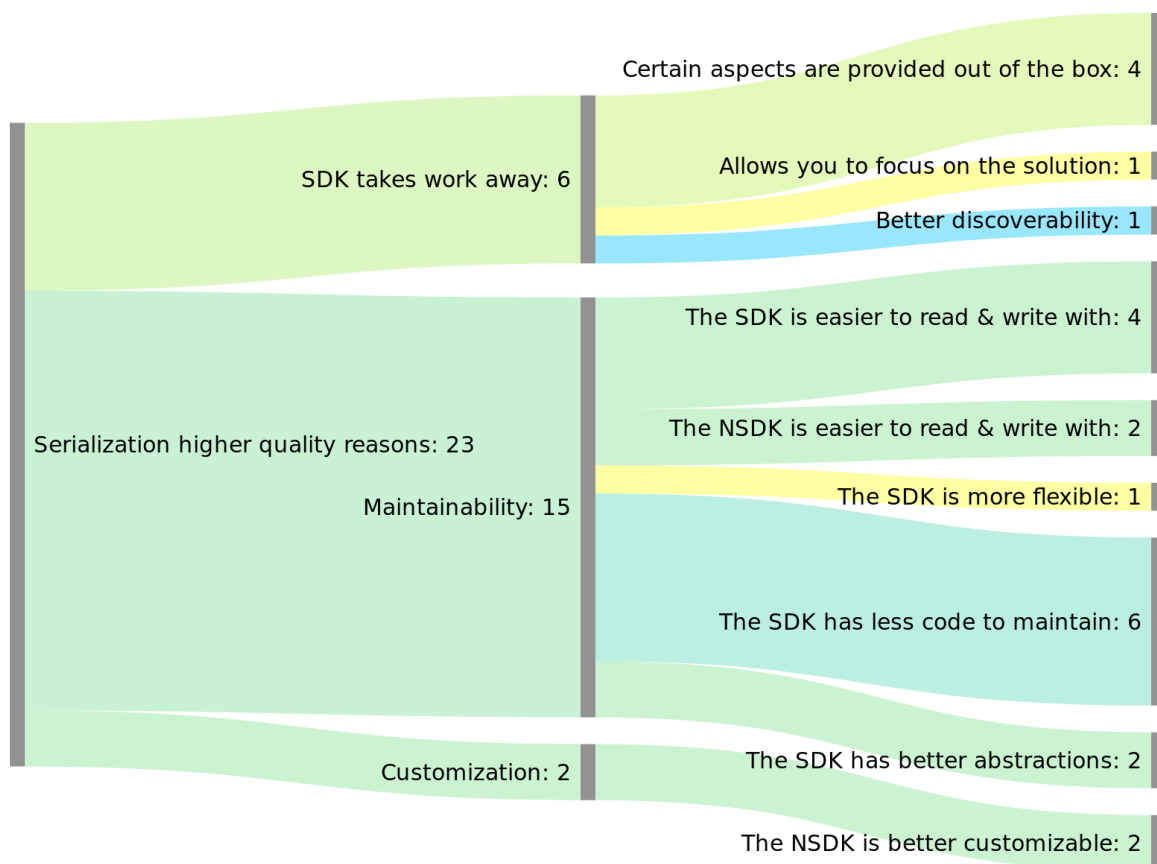 Serialization higher quality reasons: 23
SDK takes work away: 6
Maintainability: 15
Customization: 2
Certain aspects are provided out of the box: 4
Allows you to focus on the solution: 1
Better discoverability: 1
The SDK is easier to read & write with: 4
The NSDK is easier to read & write with: 2
The SDK is more flexible: 1
The SDK has less code to maintain: 6
The SDK has better abstractions: 2
The NSDK is better customizable: 2